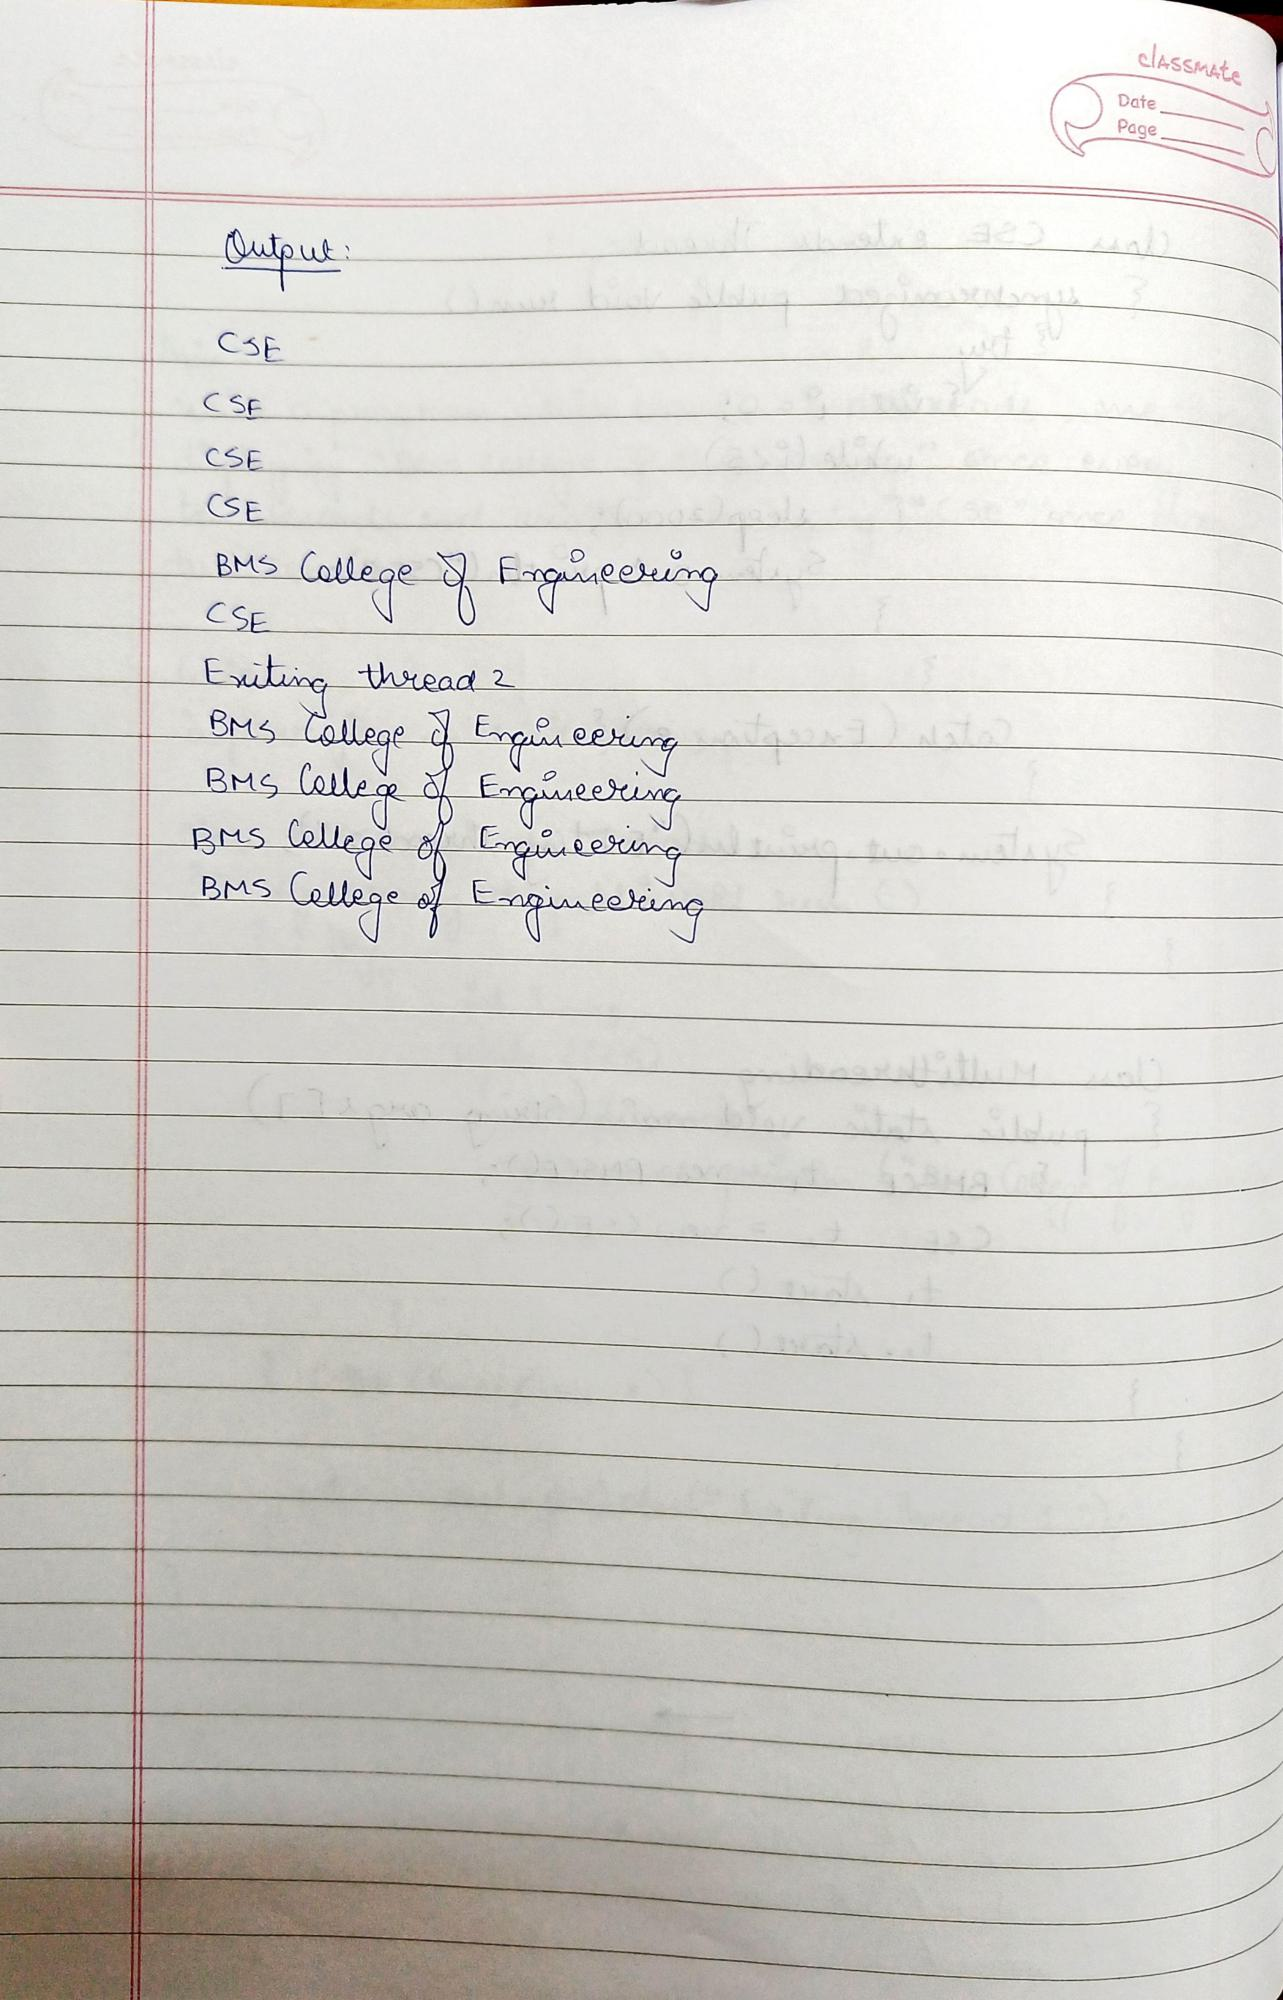 classmate
Date
Page
Output:
CSE
CSE
CSE
CSE
BMS College of Engineering
CSE
Exiting thread 2
BMS College of Engineering
BMS College of Engineering
BMS College of Engineering
BMS College of Engineering